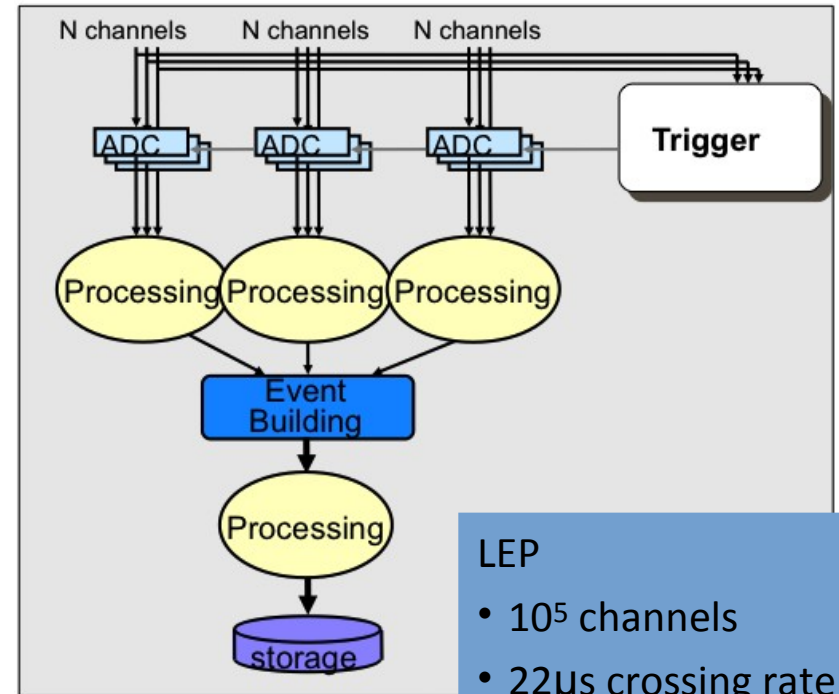 N channels N channels N channels
ADC ADC ADC Trigger
Processing Processing Processing
Event
Building
Processing
storage
LEP
• 10⁵ channels
• 22µs crossing rate